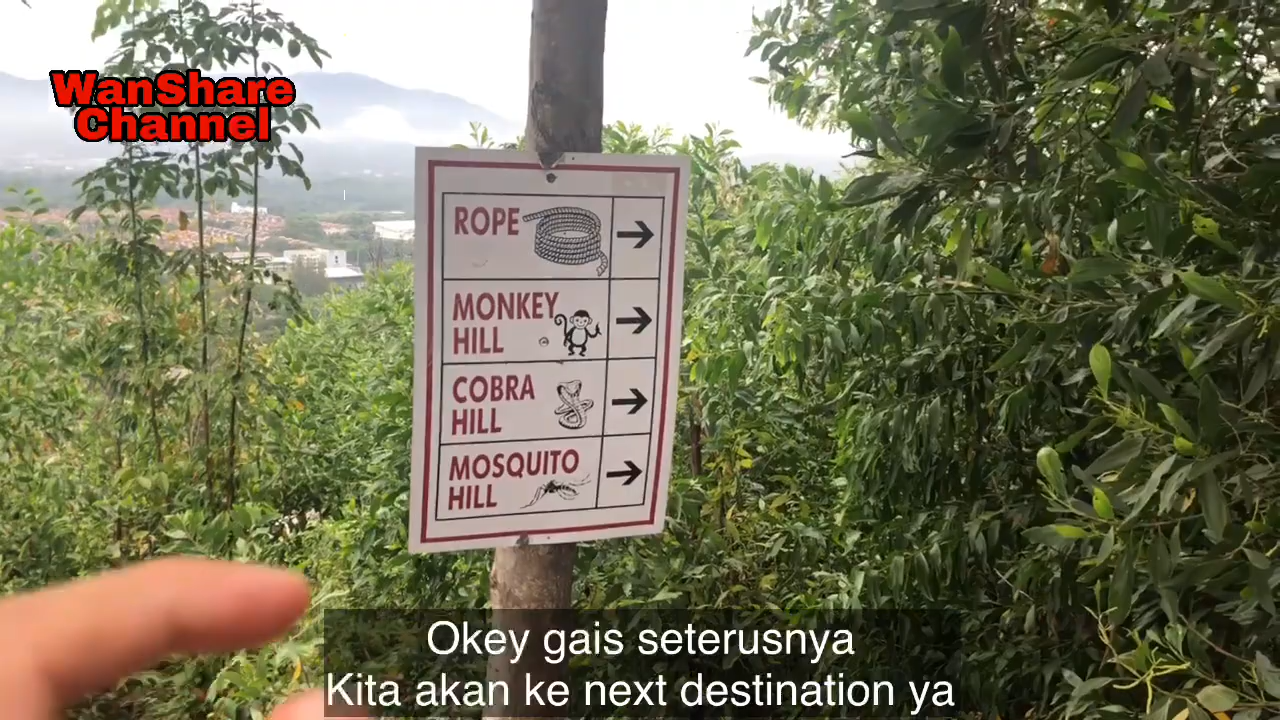 WanShare
Channel
ROPE
MONKEY
HILL
COBRA
HILL
MOSQUITO
HILL
Okey gais seterusnya
Kita akan ke next destination ya